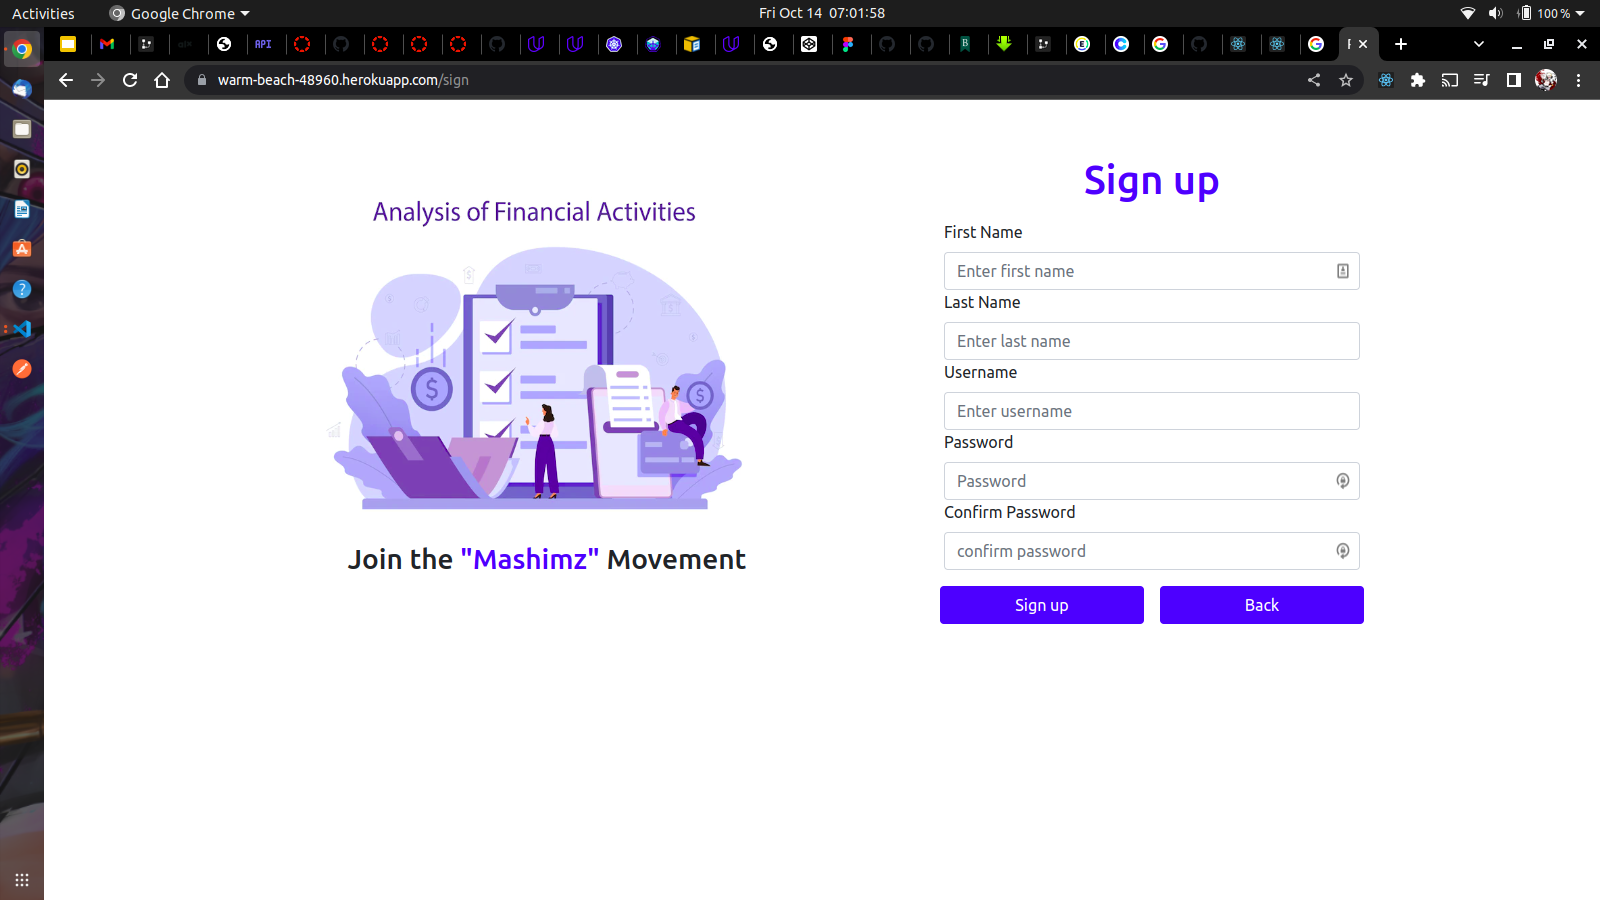 Activities
Google Chrome
Fri Oct 14 07:01:58
100 %
API
warm-beach-48960.herokuapp.com/sign
Analysis of Financial Activities
Join the "Mashimz" Movement
Sign up
First Name
Enter first name
Last Name
Enter last name
Username
Enter username
Password
Password
Confirm Password
confirm password
Sign up
Back